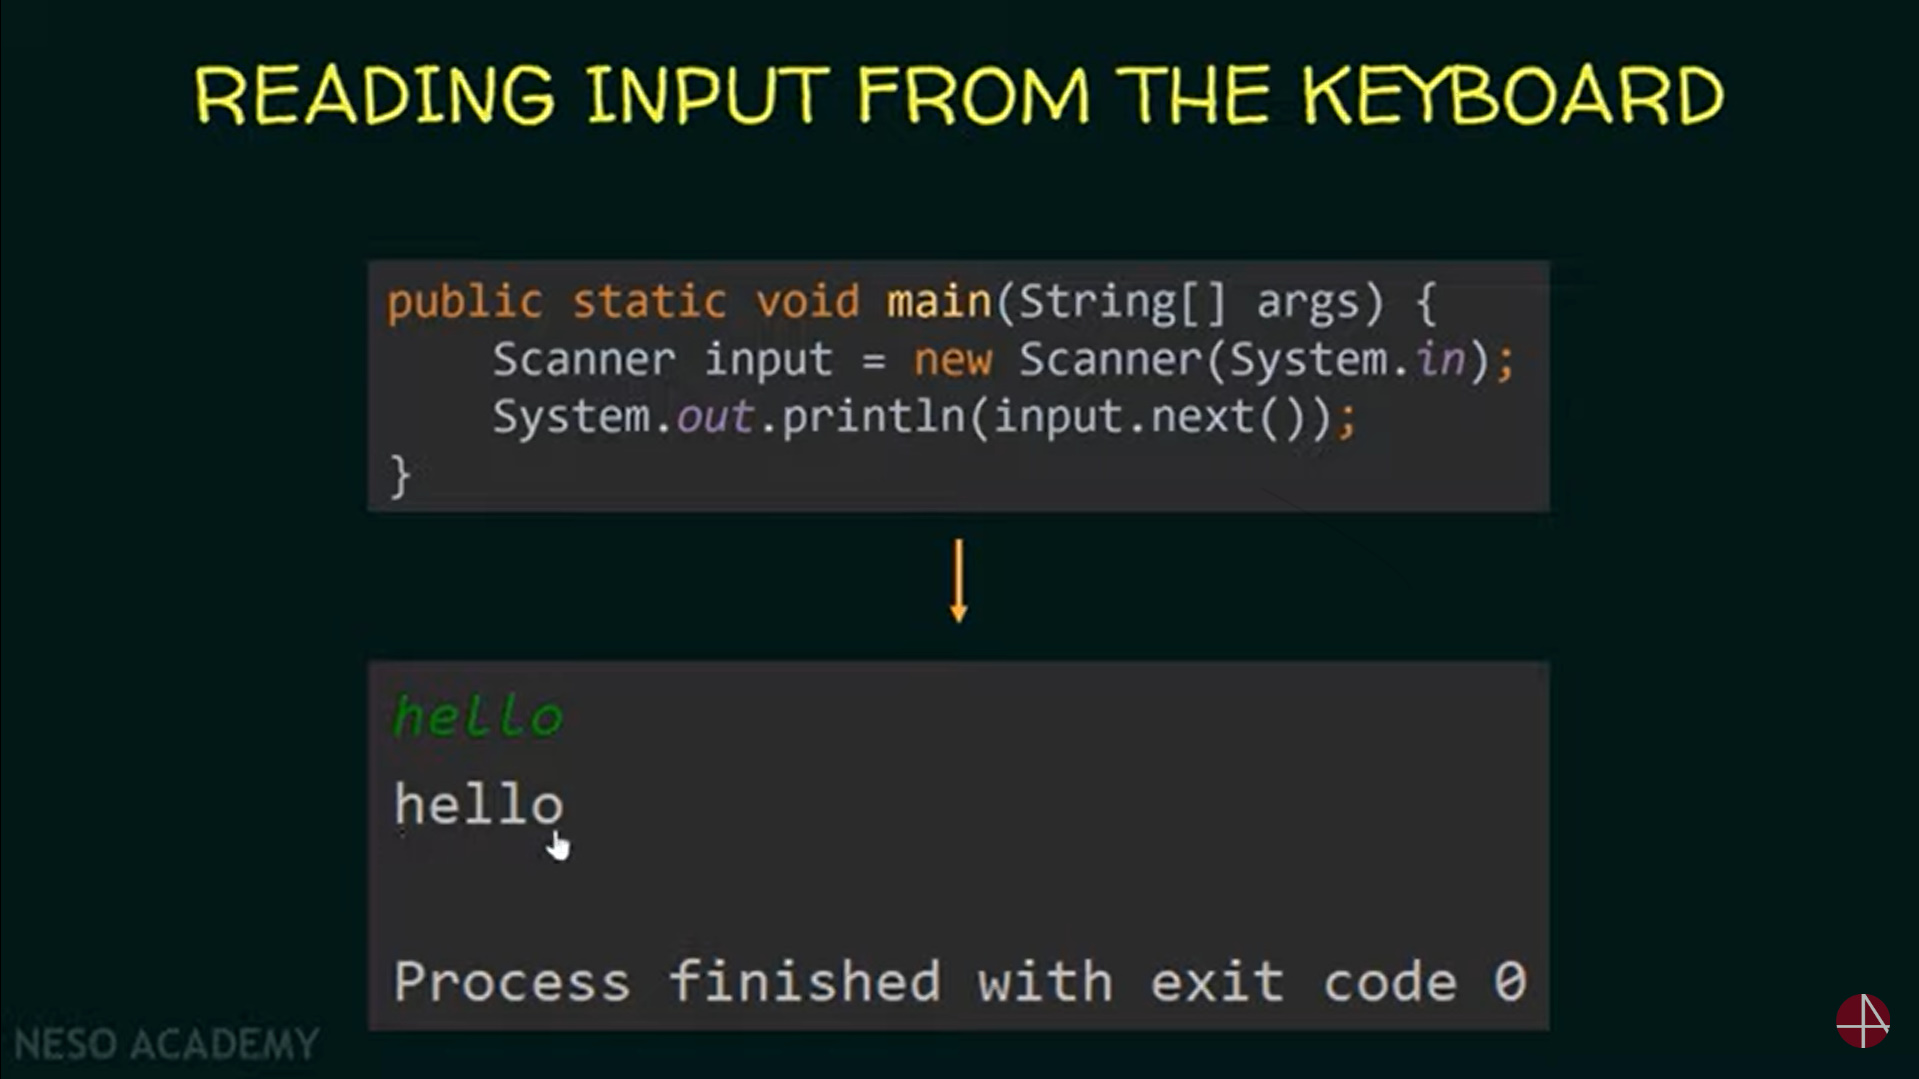 READING INPUT FROM THE KEYBOARD
public static void main(String[] args) {
    Scanner input = new Scanner(System.in);
    System.out.println(input.next());
}
hello
hello
Process finished with exit code 0
NESO ACADEMY